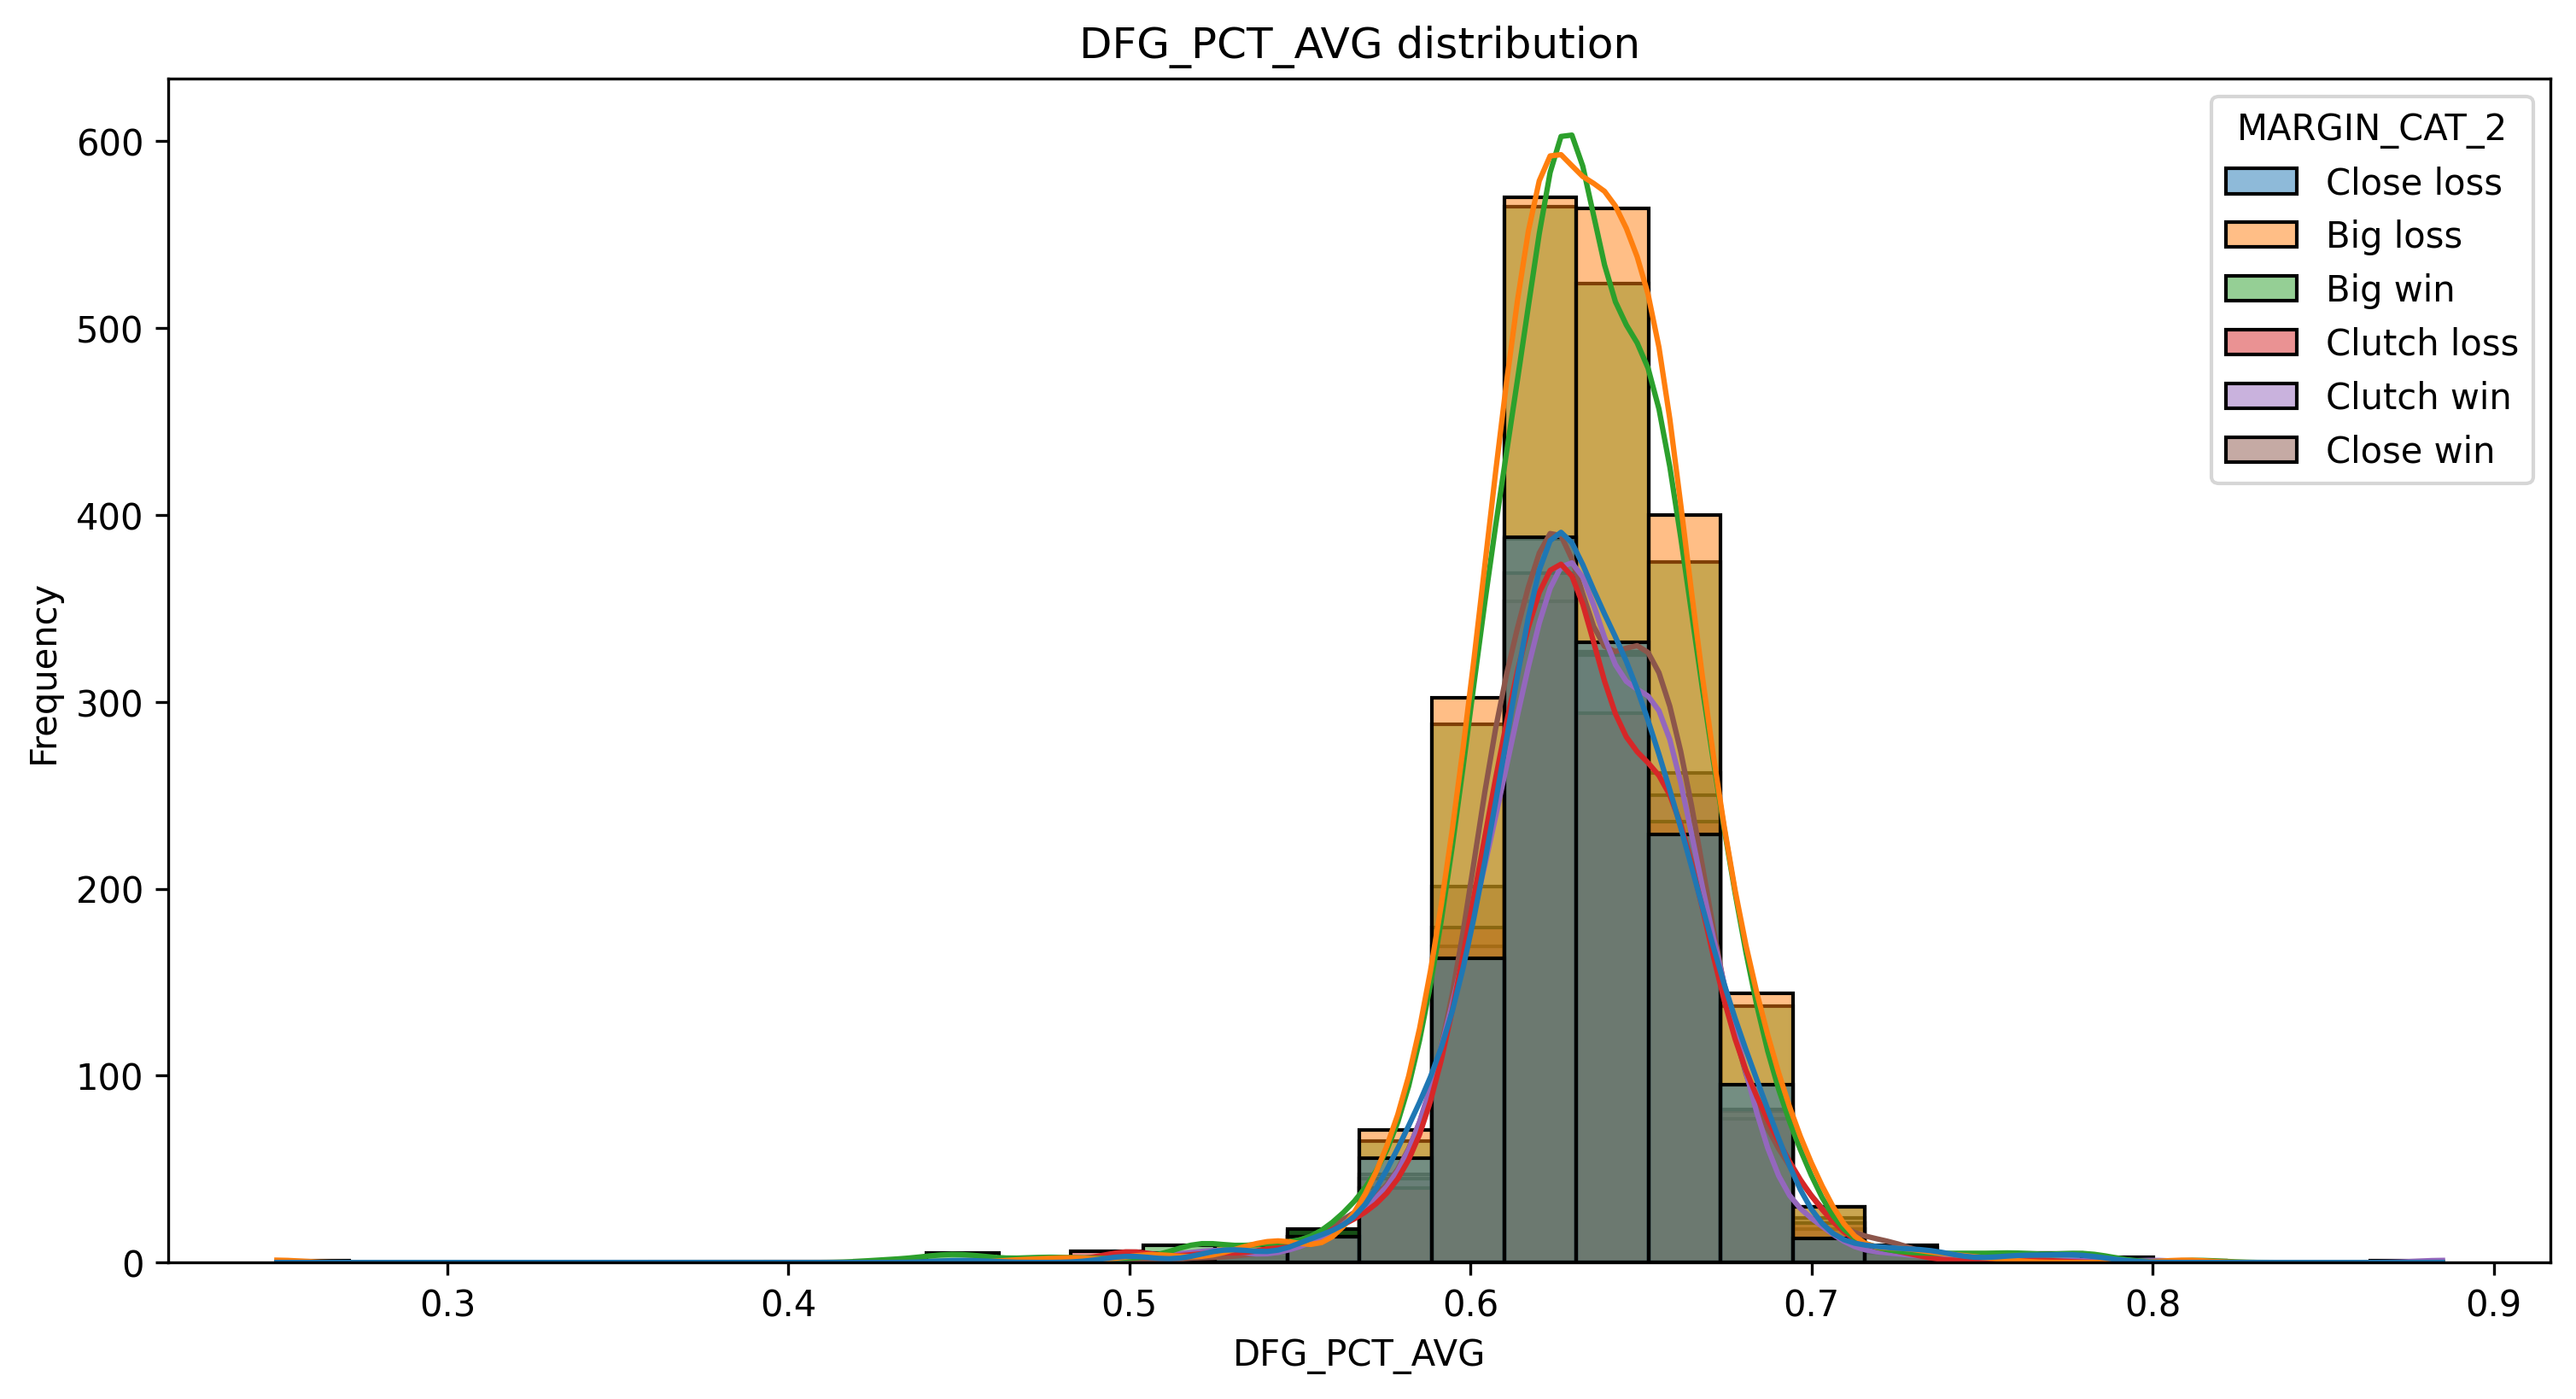 DFG_PCT_AVG distribution
MARGIN_CAT_2
Close loss
Big loss
Big win
Clutch loss
Clutch win
Close win
Frequency
600
500
400
300
200
100
0
0.3 0.4 0.5 0.6 0.7 0.8 0.9
DFG_PCT_AVG